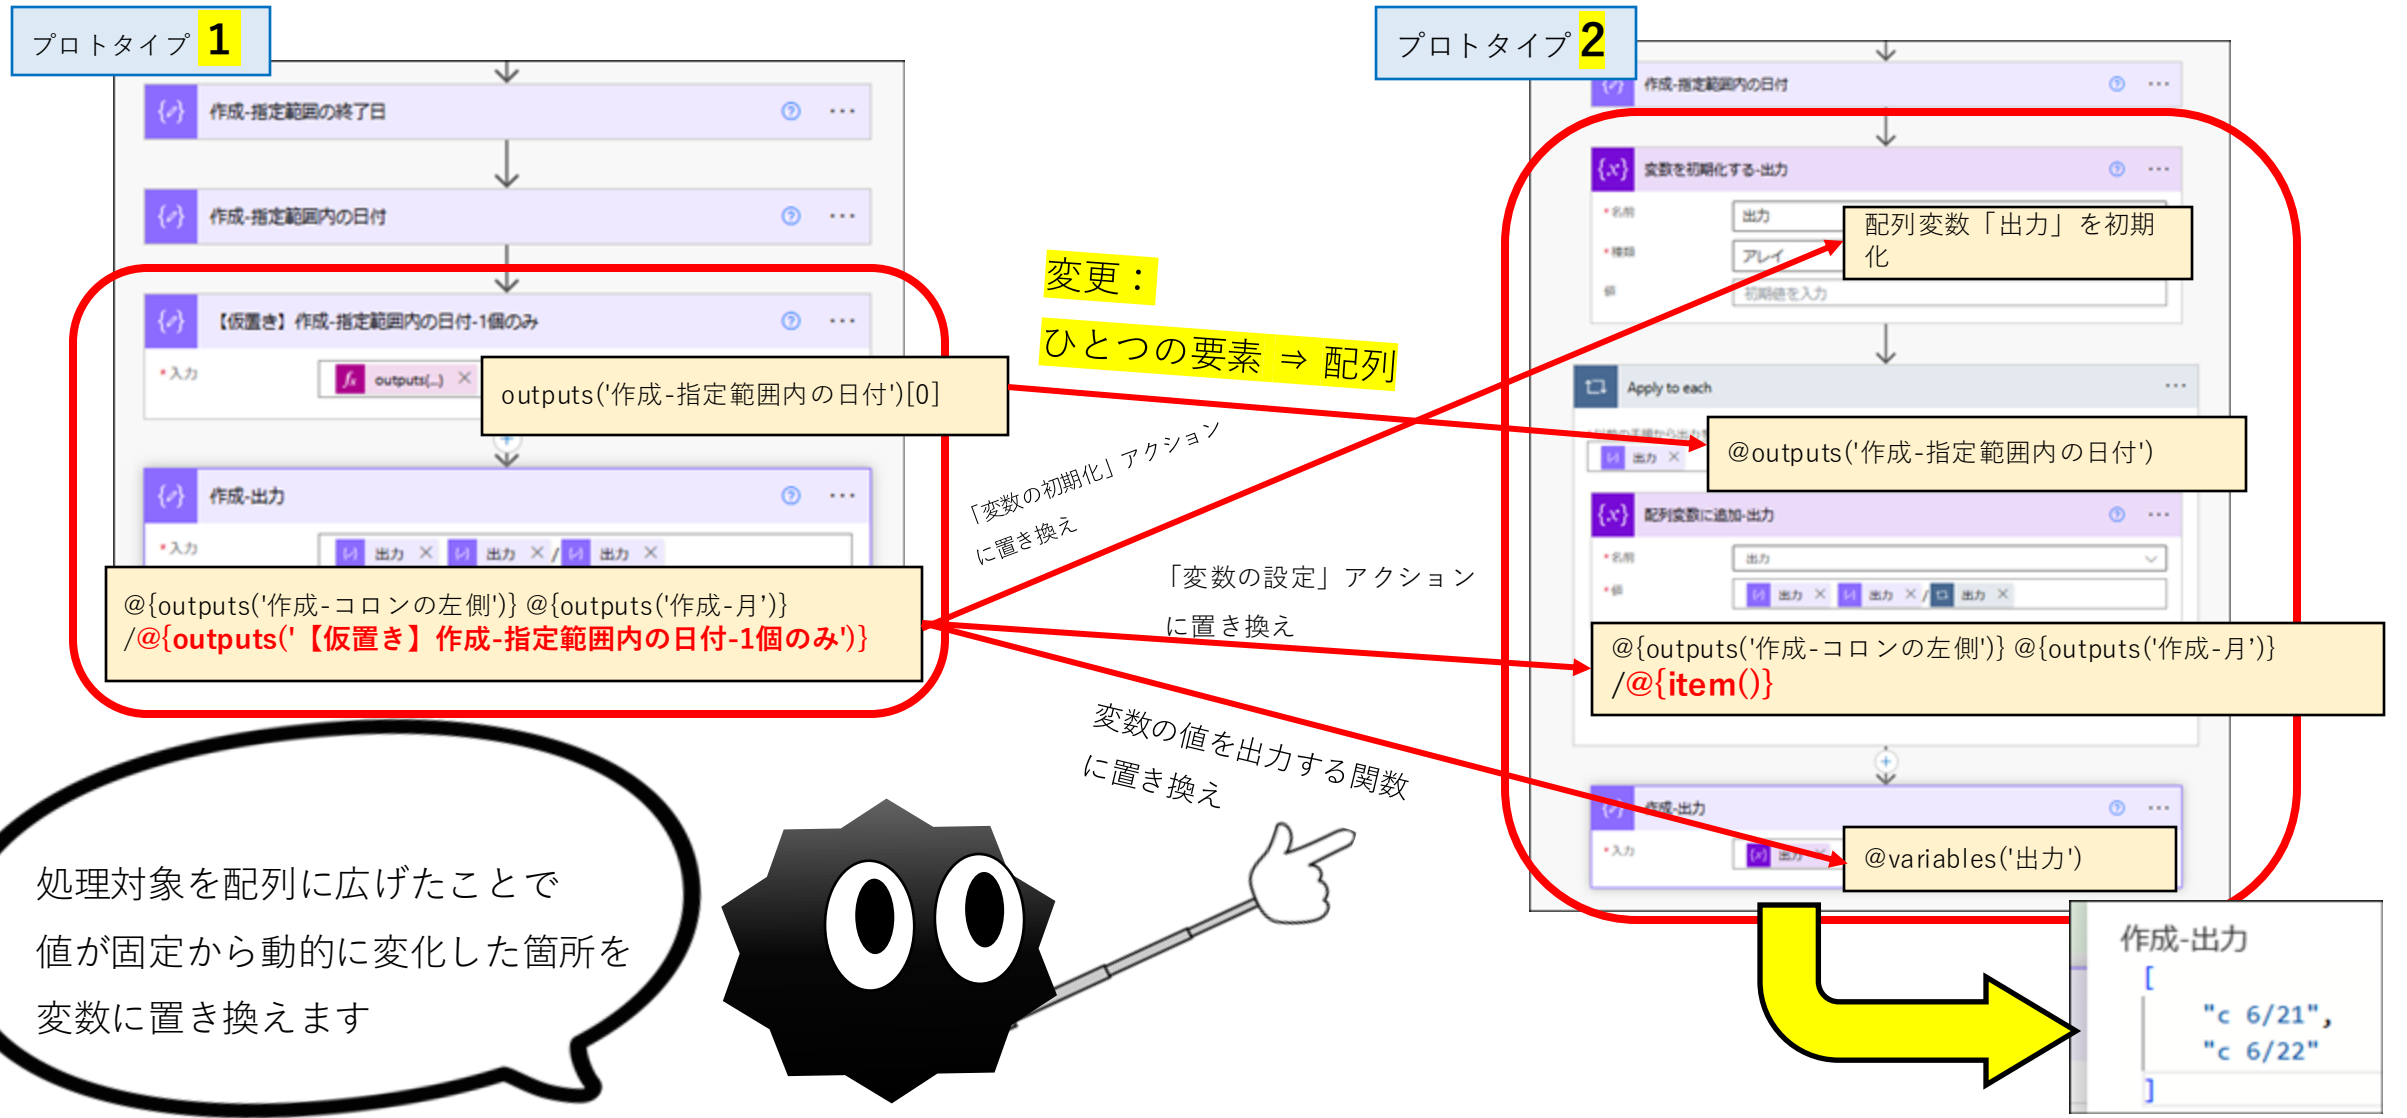 プロトタイプ 1
作成-指定範囲の終了日
作成-指定範囲内の日付
【仮置き】作成-指定範囲内の日付-1個のみ
*入力
fx outputs(...) ×
outputs('作成-指定範囲内の日付')[0]
作成-出力
*入力
出力 × 出力 × / 出力 ×
@{outputs('作成-コロンの左側')} @{outputs('作成-月’)}
/@{outputs('【仮置き】作成-指定範囲内の日付-1個のみ')}
変更：
ひとつの要素 ⇒ 配列
「変数の初期化」アクション
に置き換え
「変数の設定」アクション
に置き換え
変数の値を出力する関数
に置き換え
プロトタイプ 2
作成-指定範囲内の日付
変数を初期化する-出力
*名前
出力
配列変数「出力」を初期
化
*種類
アレイ
値
初期値を入力
Apply to each
@outputs('作成-指定範囲内の日付')
出力 ×
配列変数に追加-出力
*名前
出力
*値
出力 × 出力 × / 出力 ×
@{outputs('作成-コロンの左側')} @{outputs('作成-月’)}
/@{item()}
作成-出力
*入力
出力 ×
@variables('出力')
作成-出力
[
"c 6/21",
"c 6/22"
]
処理対象を配列に広げたことで
値が固定から動的に変化した箇所を
変数に置き換えます